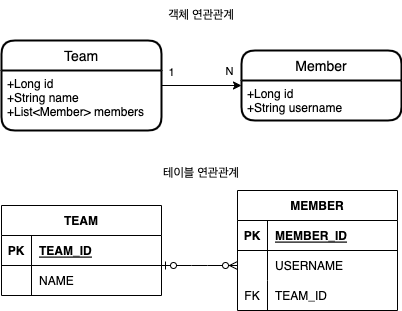 객체 연관관계
Team
+Long id
+String name
+List<Member> members
1
N
Member
+Long id
+String username
테이블 연관관계
TEAM
PK TEAM_ID
NAME
MEMBER
PK MEMBER_ID
USERNAME
FK TEAM_ID